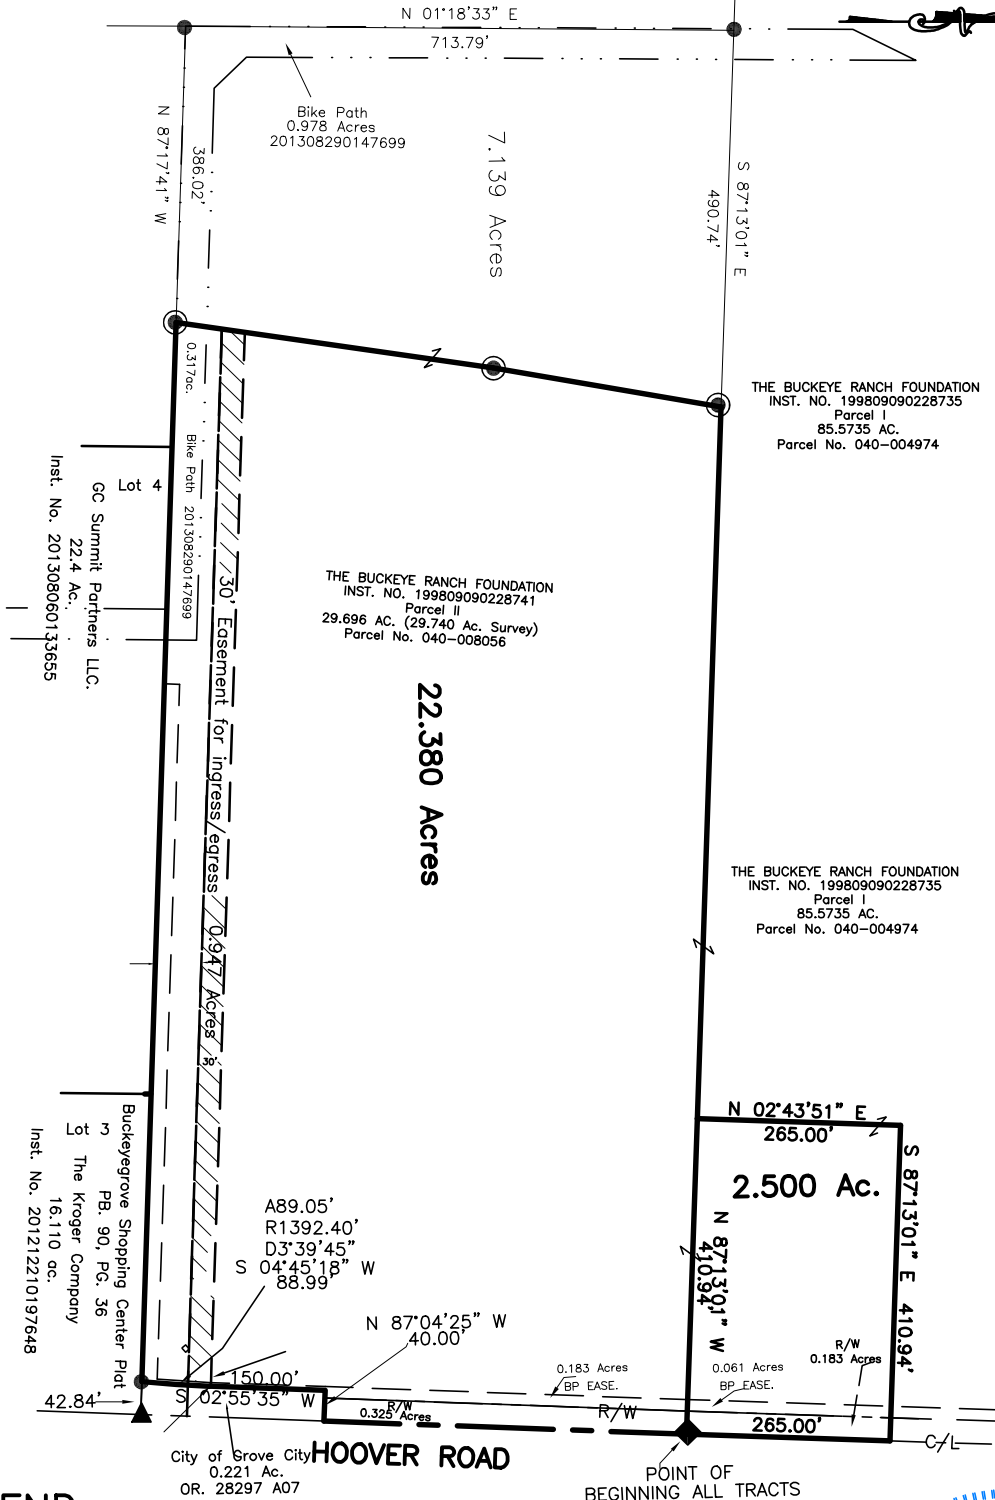 N 01°18'33" E
713.79'
Bike Path
0.978 Acres
201308290147699
N 87°17'41" W
386.02'
7.139 Acres
S 87°13'01" E
490.74'
THE BUCKEYE RANCH FOUNDATION
INST. NO. 199809090228735
Parcel I
85.5735 AC.
Parcel No. 040-004974
0.317ac.
Bike Path 201308290147699
Lot 4
GC Summit Partners LLC.
22.4 Ac.
Inst. No. 201308060133655
THE BUCKEYE RANCH FOUNDATION
INST. NO. 199809090228741
Parcel II
29.696 AC. (29.740 Ac. Survey)
Parcel No. 040-008056
30' Easement for ingress/egress 0.947 Acres
30'
22.380 Acres
THE BUCKEYE RANCH FOUNDATION
INST. NO. 199809090228735
Parcel I
85.5735 AC.
Parcel No. 040-004974
N 02°43'51" E
265.00'
2.500 Ac.
S 87°13'01" E 410.94'
N 87°13'01" W
410.94'
Buckeyegrove Shopping Center Plat
PB. 90, PG. 36
Lot 3 The Kroger Company
16.110 ac.
Inst. No. 201212210197648
A89.05'
R1392.40'
D3°39'45"
S 04°45'18" W
88.99'
N 87°04'25" W
40.00'
R/W
0.183 Acres
0.183 Acres
BP EASE.
0.061 Acres
BP EASE.
150.00'
S 02°55'35" W
42.84'
R/W
0.325 Acres
R/W
265.00'
C/L
City of Grove City
0.221 Ac.
OR. 28297 A07
HOOVER ROAD
POINT OF
BEGINNING ALL TRACTS